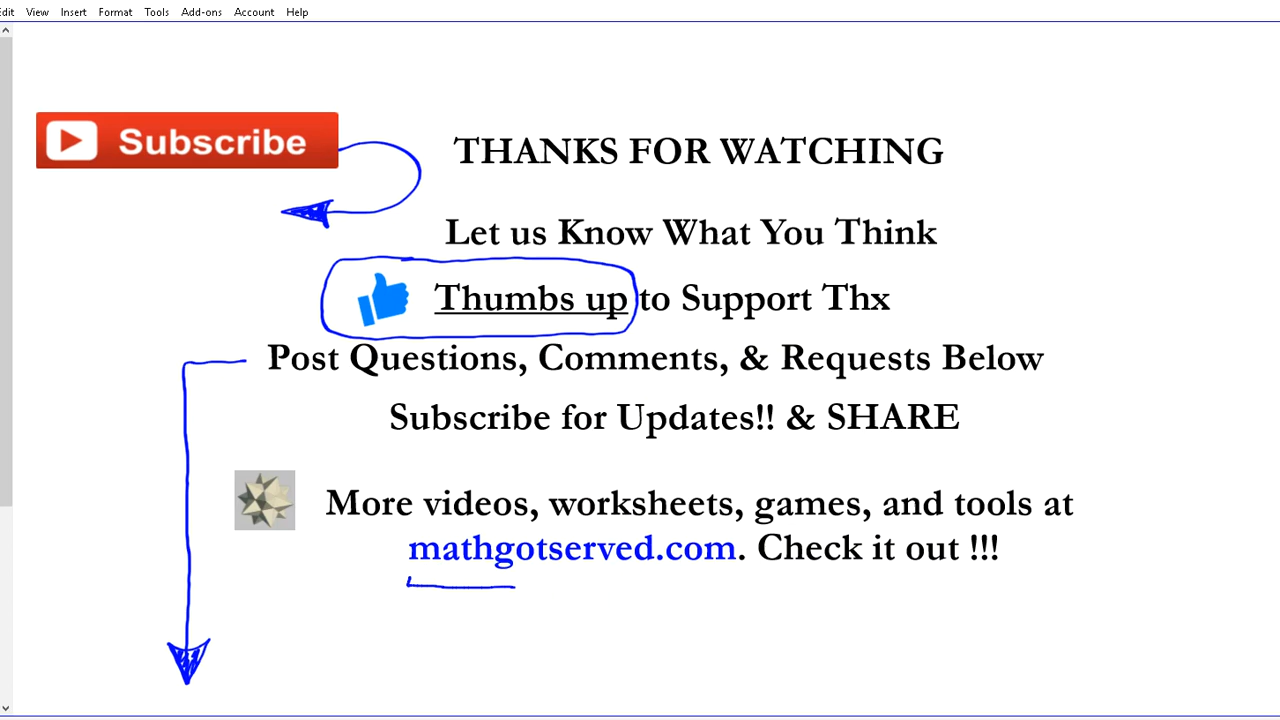 Edit View Insert Format Tools Add-ons Account Help
Subscribe
THANKS FOR WATCHING
Let us Know What You Think
Thumbs up to Support Thx
Post Questions, Comments, & Requests Below
Subscribe for Updates!! & SHARE
More videos, worksheets, games, and tools at
mathgotserved.com. Check it out !!!